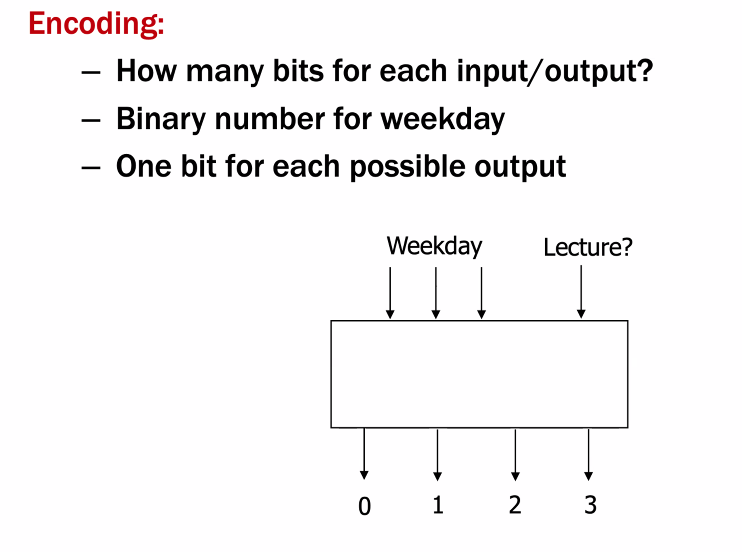 Encoding:
– How many bits for each input/output?
– Binary number for weekday
– One bit for each possible output
Weekday Lecture?
0 1 2 3